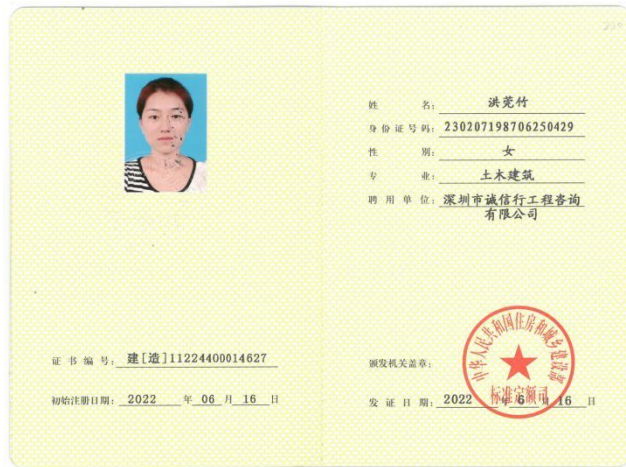 姓 名： 洪莞竹
身份证号码： 230207198706250429
性 别： 女
专 业： 土木建筑
聘用单位： 深圳市诚信行工程咨询
有限公司
证书编号： 建[造]11224400014627
初始注册日期： 2022 年 06 月 16 日
颁发机关盖章：
中华人民共和国住房和城乡建设部
标准定额司
发证日期： 2022 年 6 月 16 日